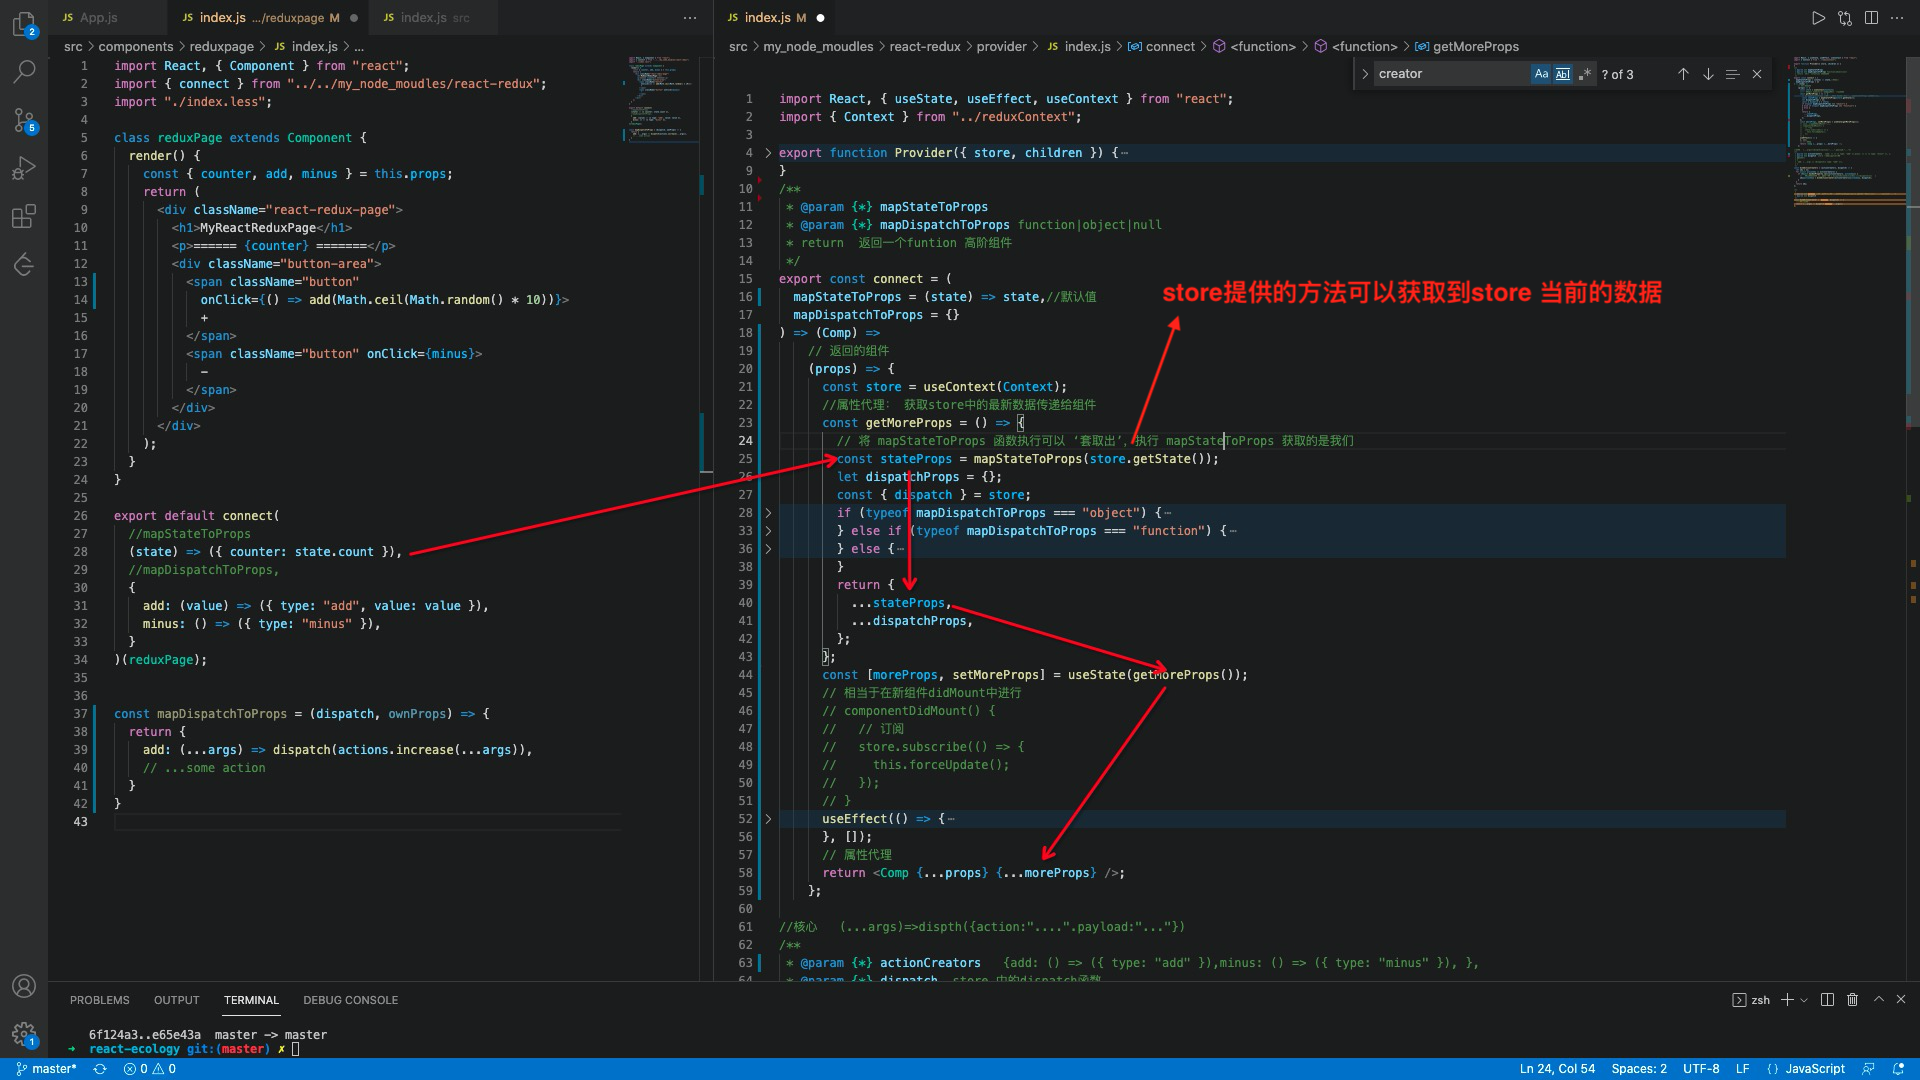 App.js
index.js .../reduxpage M
index.js src
src > components > reduxpage > JS index.js > ...
1 import React, { Component } from "react";
2 import { connect } from "../../my_node_moudles/react-redux";
3 import "./index.less";
4
5 class reduxPage extends Component {
6 render() {
7 const { counter, add, minus } = this.props;
8 return (
9 <div className="react-redux-page">
10 <h1>MyReactReduxPage</h1>
11 <p>====== {counter} =======</p>
12 <div className="button-area">
13 <span className="button"
14 onClick={() => add(Math.ceil(Math.random() * 10))}>
15 +
16 </span>
17 <span className="button" onClick={minus}>
18 -
19 </span>
20 </div>
21 </div>
22 );
23 }
24 }
25
26 export default connect(
27 //mapStateToProps
28 (state) => ({ counter: state.count }),
29 //mapDispatchToProps,
30 {
31 add: (value) => ({ type: "add", value: value }),
32 minus: () => ({ type: "minus" }),
33 }
34 )(reduxPage);
35
36
37 const mapDispatchToProps = (dispatch, ownProps) => {
38 return {
39 add: (...args) => dispatch(actions.increase(...args)),
40 // ...some action
41 }
42 }
43
index.js M
src > my_node_moudles > react-redux > provider > JS index.js > connect > <function> > <function> > getMoreProps
creator Aa Abl .* ? of 3
1 import React, { useState, useEffect, useContext } from "react";
2 import { Context } from "../reduxContext";
3
4 export function Provider({ store, children }) {…
9 }
10 /**
11 * @param {*} mapStateToProps
12 * @param {*} mapDispatchToProps function|object|null
13 * return 返回一个funtion 高阶组件
14 */
15 export const connect = (
16 mapStateToProps = (state) => state,//默认值
17 mapDispatchToProps = {}
18 ) => (Comp) =>
19 // 返回的组件
20 (props) => {
21 const store = useContext(Context);
22 //属性代理： 获取store中的最新数据传递给组件
23 const getMoreProps = () => {
24 // 将 mapStateToProps 函数执行可以 ‘套取出’，执行 mapStateToProps 获取的是我们
25 const stateProps = mapStateToProps(store.getState());
26 let dispatchProps = {};
27 const { dispatch } = store;
28 if (typeof mapDispatchToProps === "object") {…
33 } else if (typeof mapDispatchToProps === "function") {…
36 } else {…
38 }
39 return {
40 ...stateProps,
41 ...dispatchProps,
42 };
43 };
44 const [moreProps, setMoreProps] = useState(getMoreProps());
45 // 相当于在新组件didMount中进行
46 // componentDidMount() {
47 // // 订阅
48 // store.subscribe(() => {
49 // this.forceUpdate();
50 // });
51 // }
52 useEffect(() => {…
56 }, []);
57 // 属性代理
58 return <Comp {...props} {...moreProps} />;
59 };
60
61 //核心 (...args)=>dispth({action:"....".payload:"..."})
62 /**
63 * @param {*} actionCreators {add: () => ({ type: "add" }),minus: () => ({ type: "minus" }), },
64 * @param {*} dispatch store 中的dispatch函数
store提供的方法可以获取到store 当前的数据
PROBLEMS OUTPUT TERMINAL DEBUG CONSOLE
zsh
6f124a3..e65e43a master -> master
→ react-ecology git:(master) ✗
master* 0 0
Ln 24, Col 54 Spaces: 2 UTF-8 LF {} JavaScript